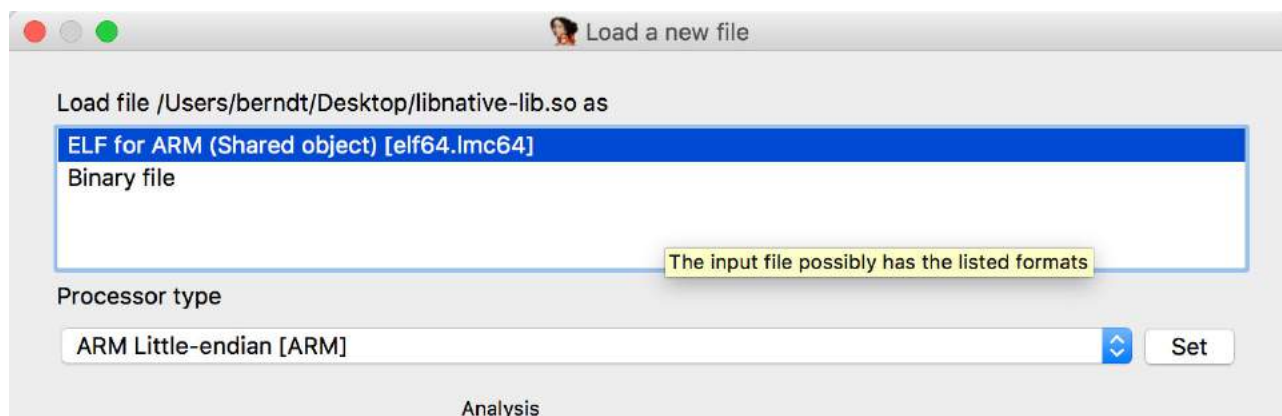 Load a new file
Load file /Users/berndt/Desktop/libnative-lib.so as
ELF for ARM (Shared object) [elf64.lmc64]
Binary file
The input file possibly has the listed formats
Processor type
ARM Little-endian [ARM]
Set
Analysis